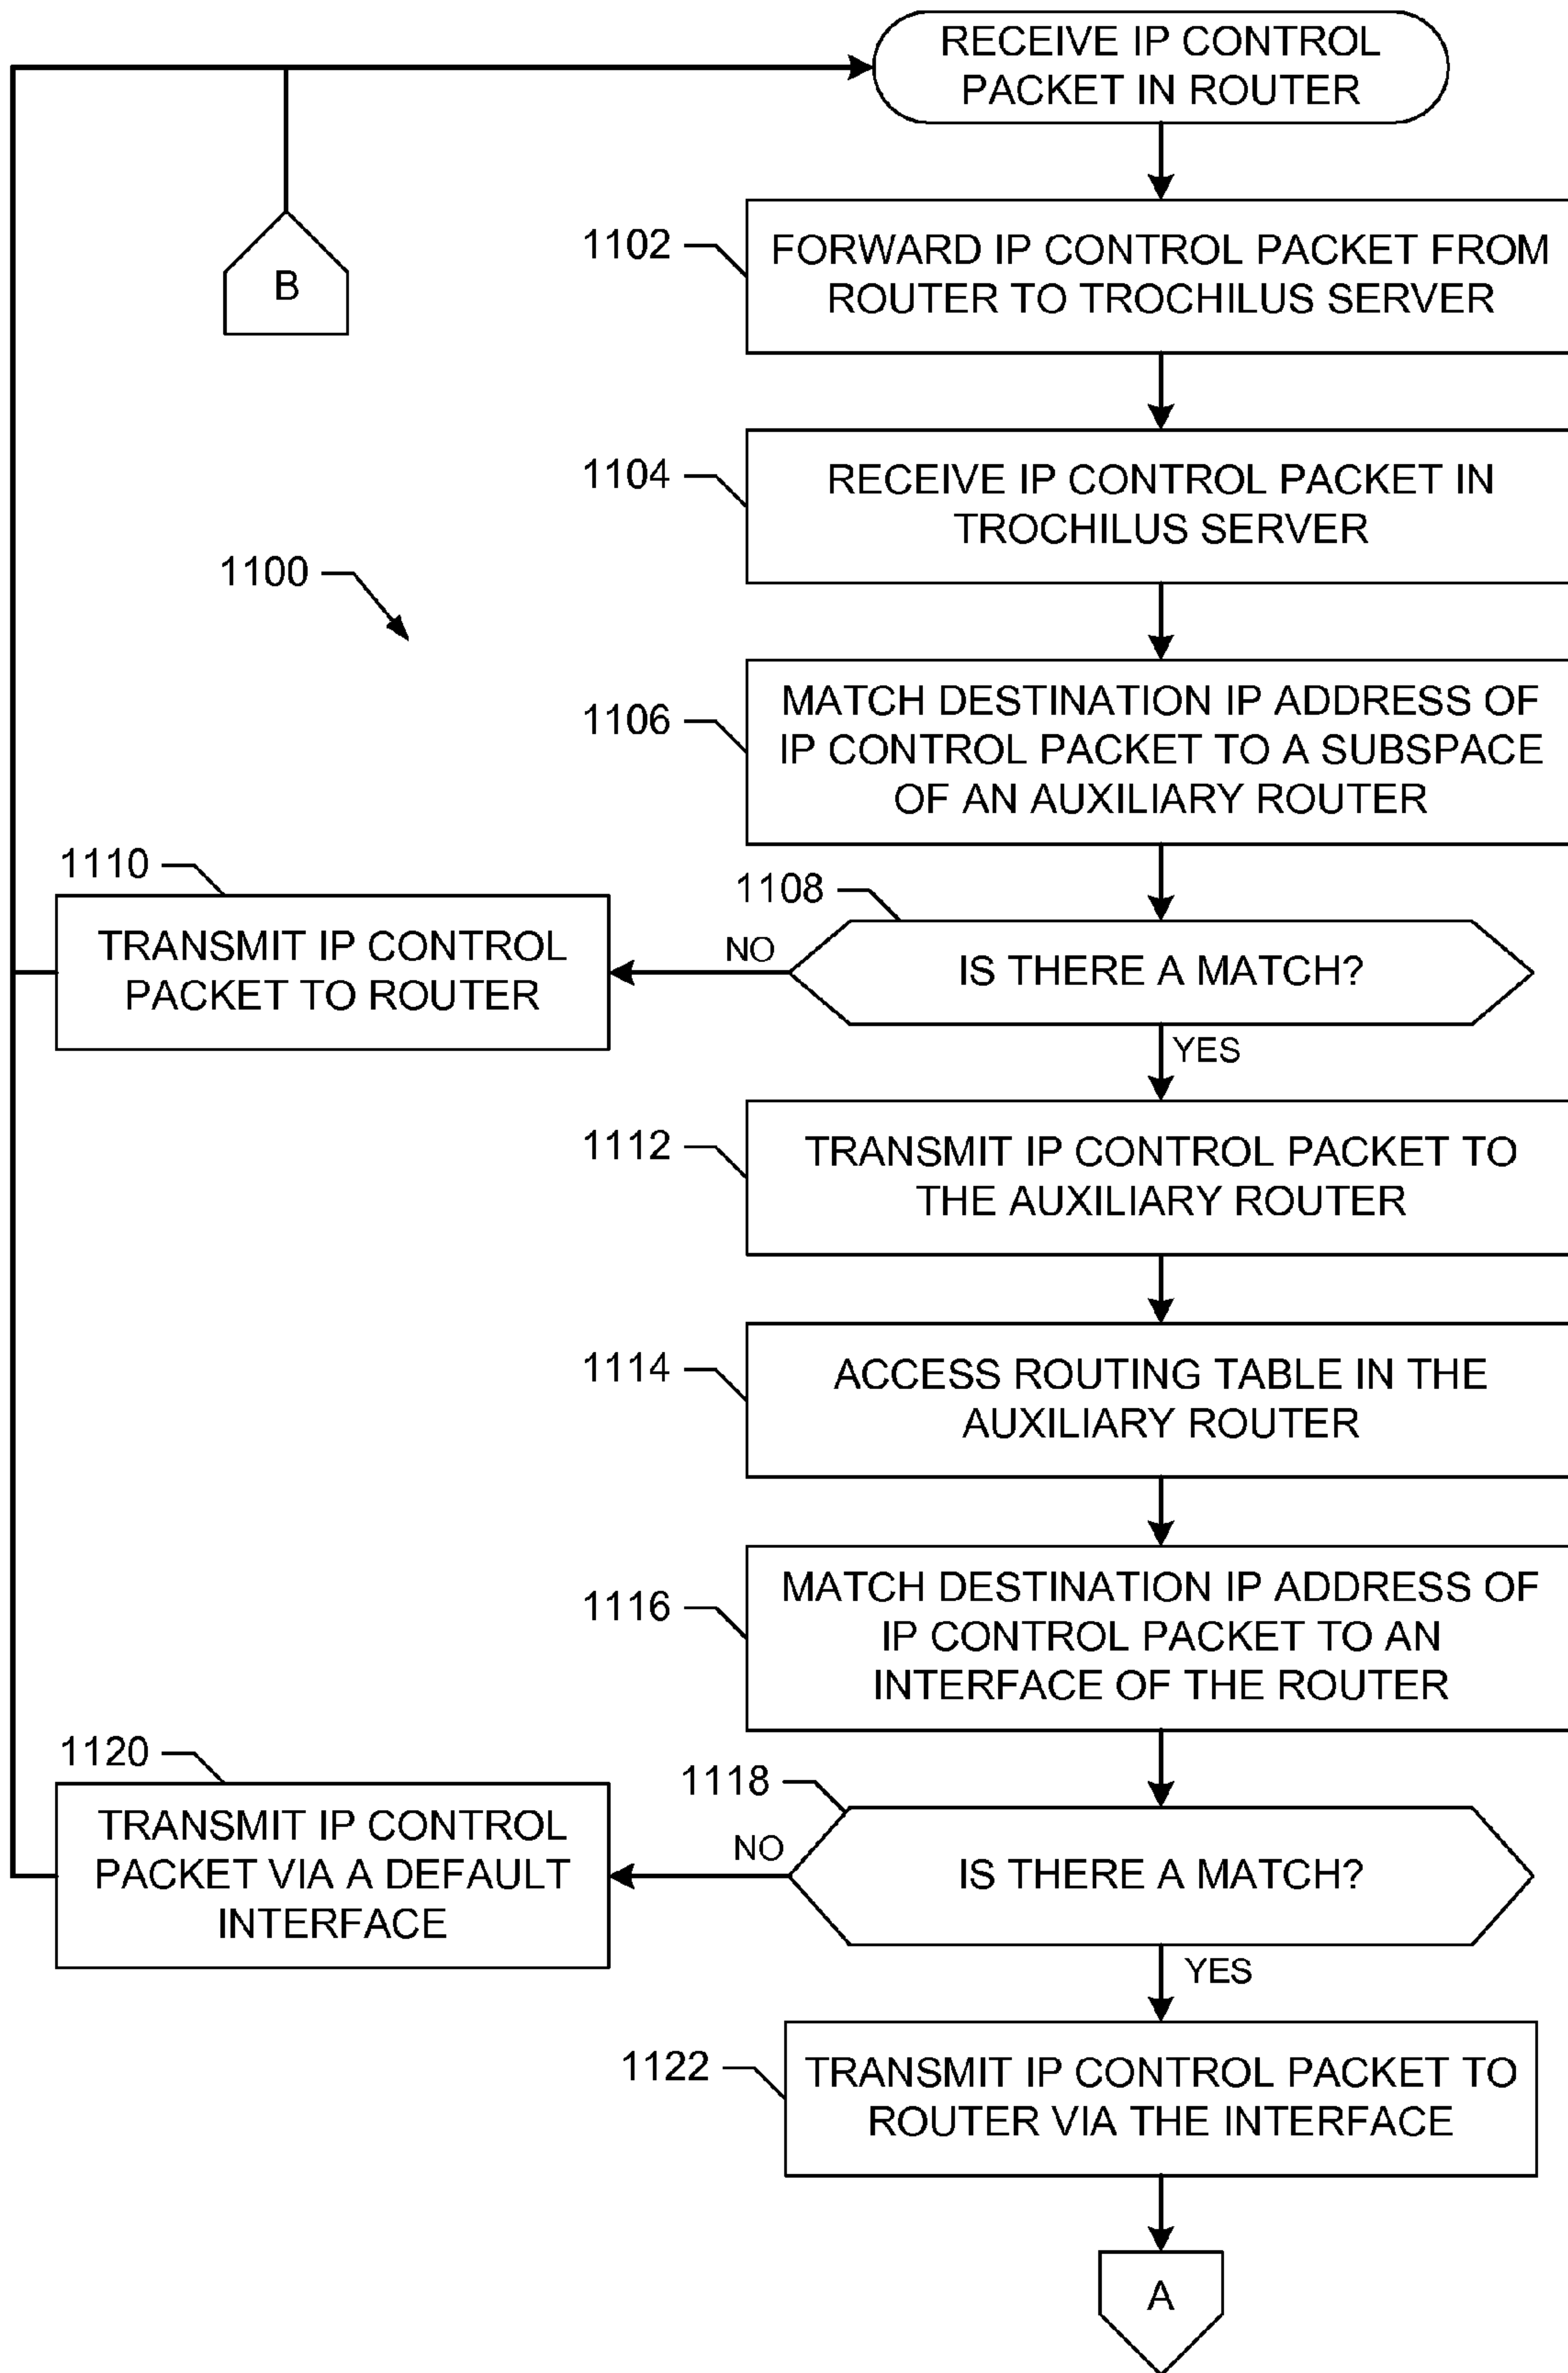 RECEIVE IP CONTROL
PACKET IN ROUTER
B
1102
FORWARD IP CONTROL PACKET FROM
ROUTER TO TROCHILUS SERVER
1104
RECEIVE IP CONTROL PACKET IN
TROCHILUS SERVER
1100
1106
MATCH DESTINATION IP ADDRESS OF
IP CONTROL PACKET TO A SUBSPACE
OF AN AUXILIARY ROUTER
1110
TRANSMIT IP CONTROL
PACKET TO ROUTER
NO
1108
IS THERE A MATCH?
YES
1112
TRANSMIT IP CONTROL PACKET TO
THE AUXILIARY ROUTER
1114
ACCESS ROUTING TABLE IN THE
AUXILIARY ROUTER
1116
MATCH DESTINATION IP ADDRESS OF
IP CONTROL PACKET TO AN
INTERFACE OF THE ROUTER
1120
TRANSMIT IP CONTROL
PACKET VIA A DEFAULT
INTERFACE
NO
1118
IS THERE A MATCH?
YES
1122
TRANSMIT IP CONTROL PACKET TO
ROUTER VIA THE INTERFACE
A